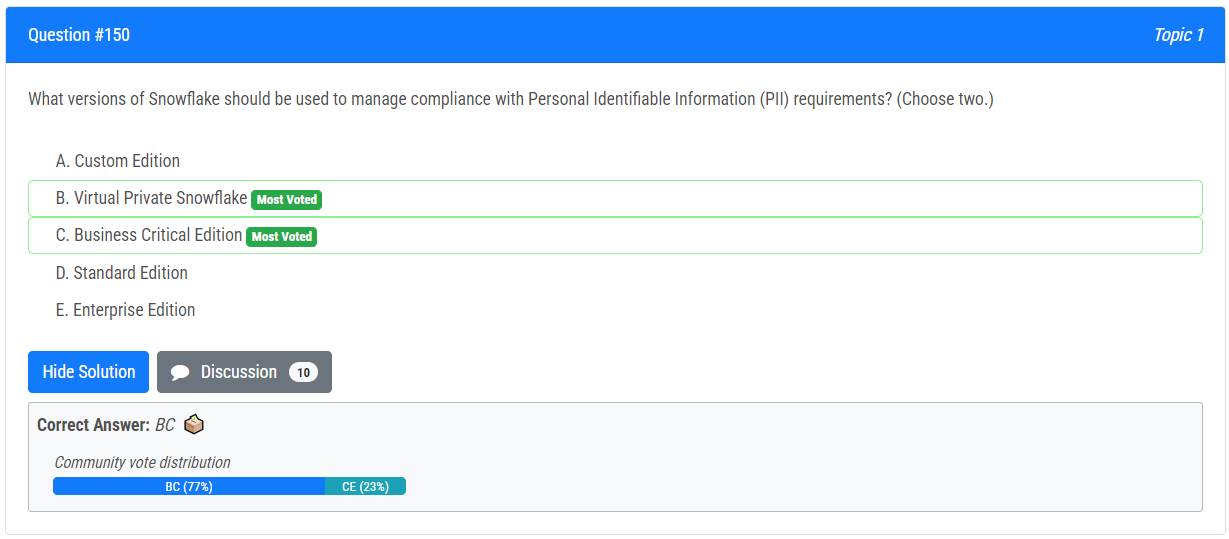 Question #150 Topic 1
What versions of Snowflake should be used to manage compliance with Personal Identifiable Information (PII) requirements? (Choose two.)
A. Custom Edition
B. Virtual Private Snowflake Most Voted
C. Business Critical Edition Most Voted
D. Standard Edition
E. Enterprise Edition
Hide Solution Discussion 10
Correct Answer: BC
Community vote distribution
BC (77%) CE (23%)